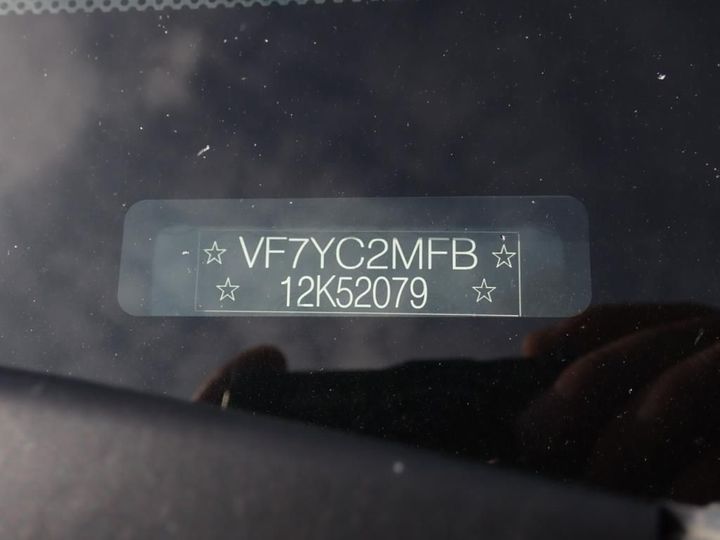 ☆ VF7YC2MFB ☆
☆ 12K52079 ☆